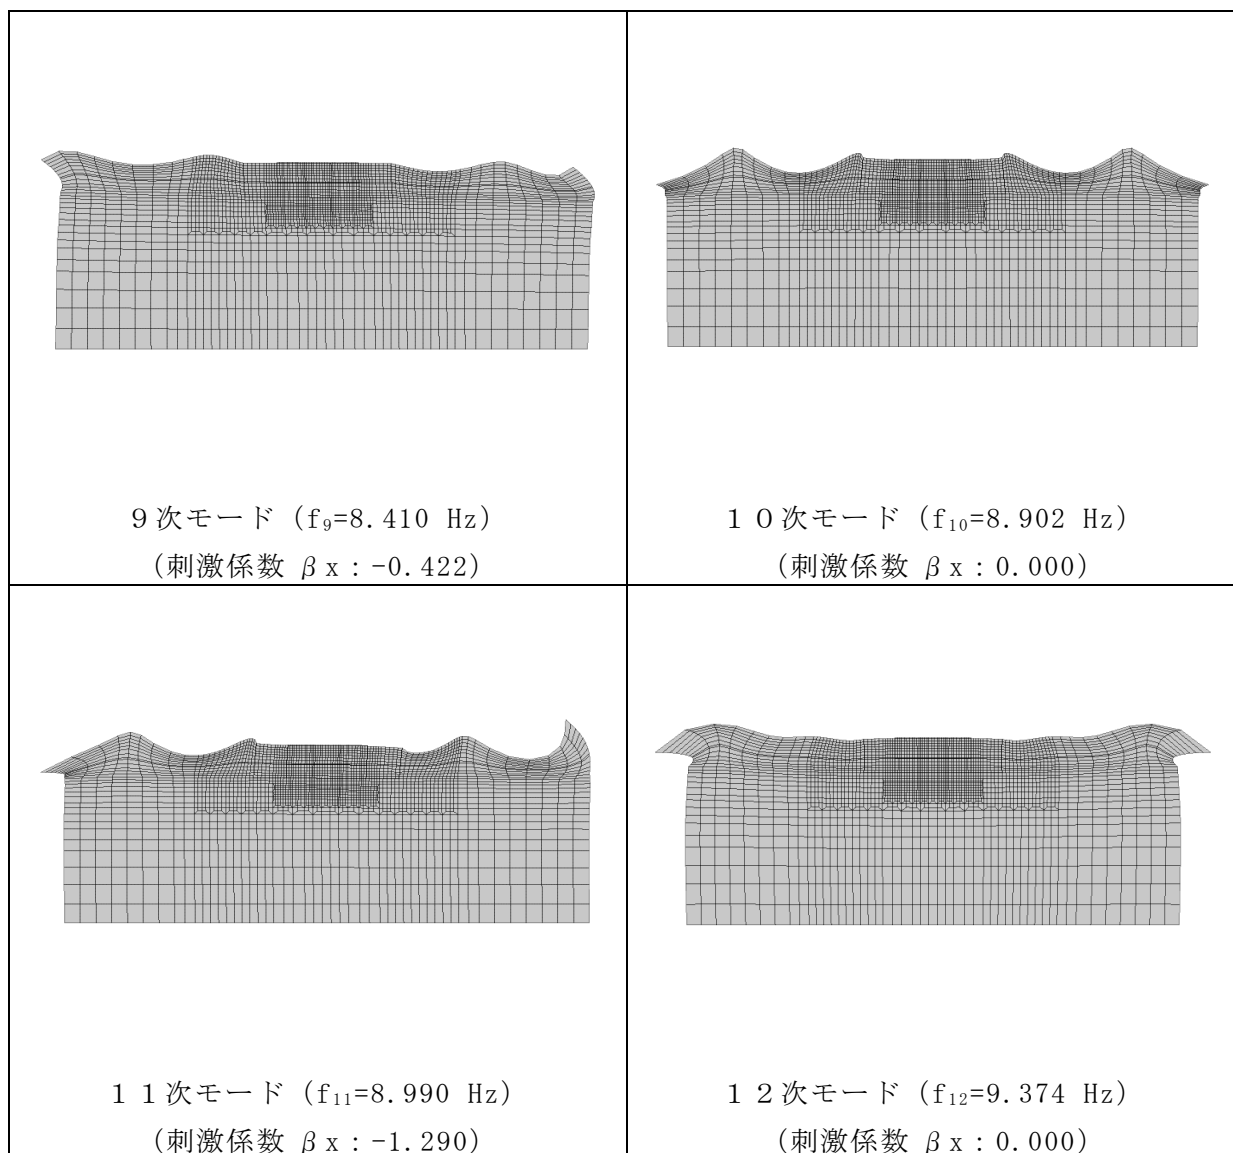 ９次モード (f₉=8.410 Hz)
(刺激係数 βx：-0.422)
１０次モード (f₁₀=8.902 Hz)
(刺激係数 βx：0.000)
１１次モード (f₁₁=8.990 Hz)
(刺激係数 βx：-1.290)
１２次モード (f₁₂=9.374 Hz)
(刺激係数 βx：0.000)